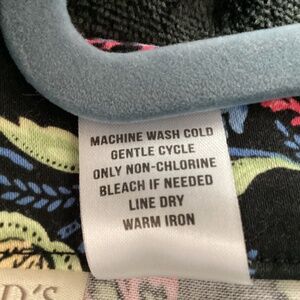 MACHINE WASH COLD
GENTLE CYCLE
ONLY NON-CHLORINE
BLEACH IF NEEDED
LINE DRY
WARM IRON
D'S